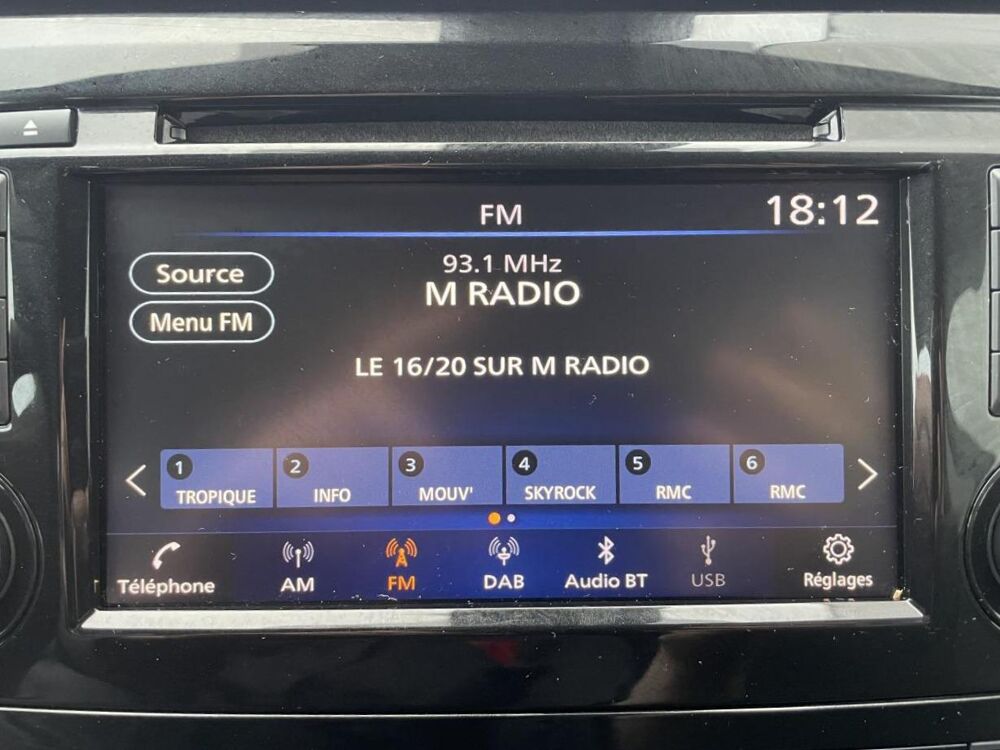 FM
18:12
Source
93.1 MHz
M RADIO
Menu FM
LE 16/20 SUR M RADIO
1
TROPIQUE
2
INFO
3
MOUV'
4
SKYROCK
5
RMC
6
RMC
Téléphone
AM
FM
DAB
Audio BT
USB
Réglages